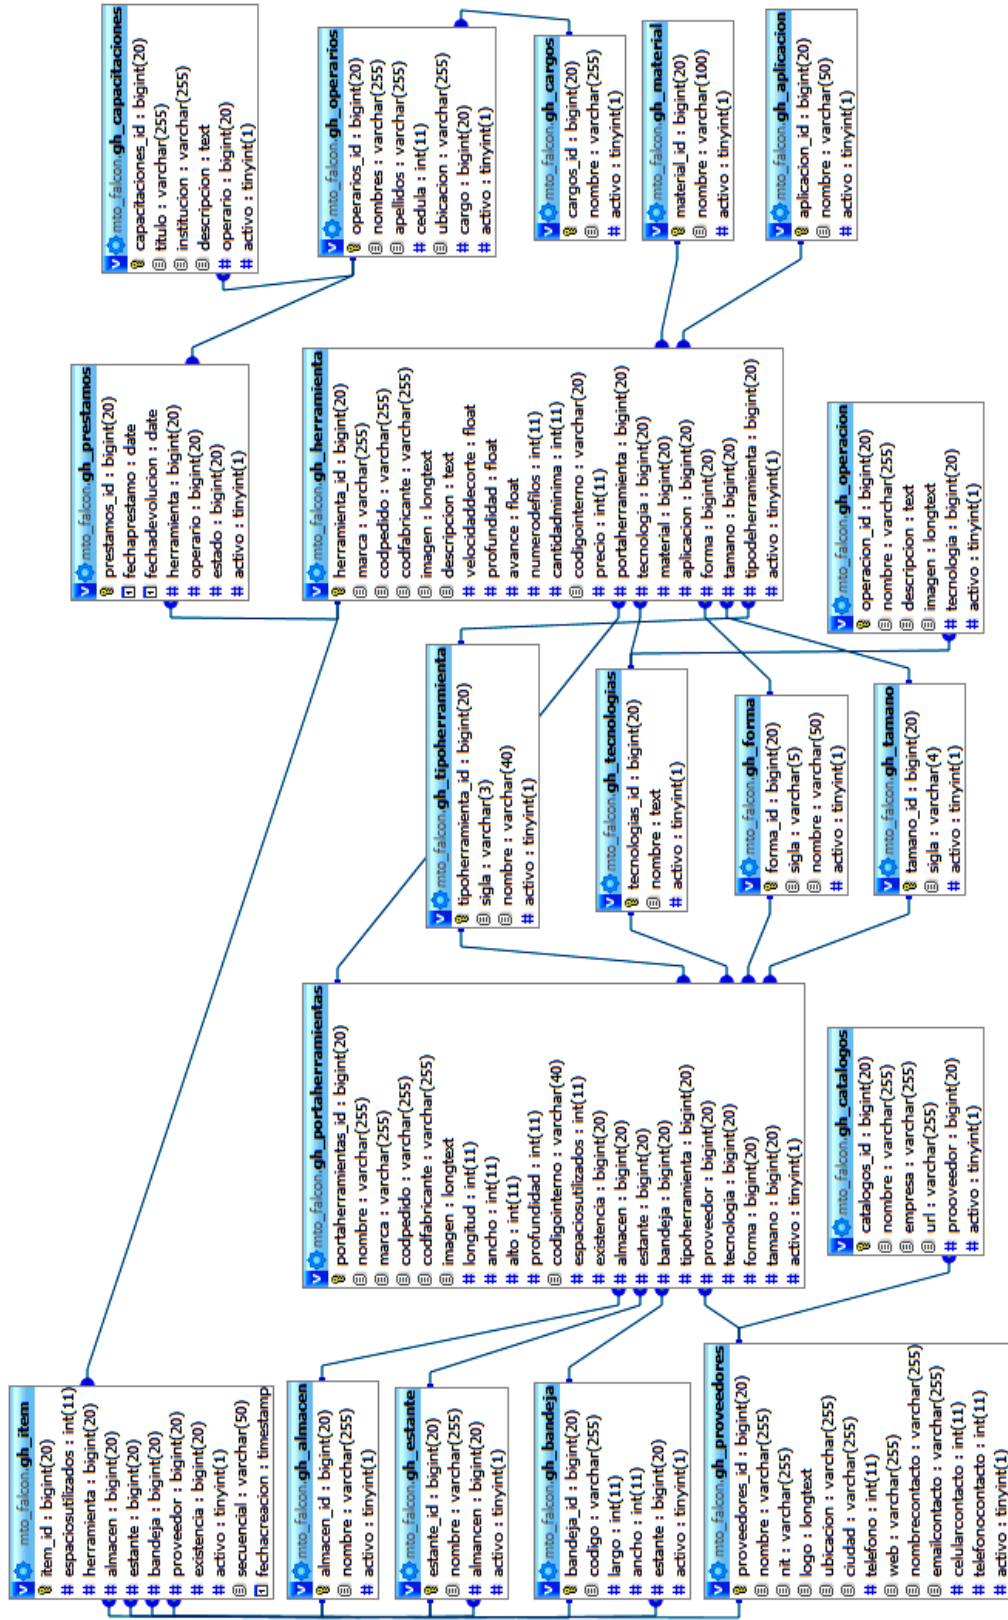 mto_falcon.gh_item
item_id : bigint(20)
espaciosutilizados : int(11)
herramienta : bigint(20)
almacen : bigint(20)
estante : bigint(20)
bandeja : bigint(20)
proveedor : bigint(20)
existencia : bigint(20)
activo : tinyint(1)
secuencial : varchar(50)
fechacreacion : timestamp
mto_falcon.gh_almacen
almacen_id : bigint(20)
nombre : varchar(255)
activo : tinyint(1)
mto_falcon.gh_estante
estante_id : bigint(20)
nombre : varchar(255)
almancen : bigint(20)
activo : tinyint(1)
mto_falcon.gh_bandeja
bandeja_id : bigint(20)
codigo : varchar(255)
largo : int(11)
ancho : int(11)
estante : bigint(20)
activo : tinyint(1)
mto_falcon.gh_proveedores
proveedores_id : bigint(20)
nombre : varchar(255)
nit : varchar(255)
logo : longtext
ubicacion : varchar(255)
ciudad : varchar(255)
telefono : int(11)
web : varchar(255)
nombrecontacto : varchar(255)
emailcontacto : varchar(255)
celularcontacto : int(11)
telefonocontacto : int(11)
activo : tinyint(1)
mto_falcon.gh_portaherramientas
portaherramientas_id : bigint(20)
nombre : varchar(255)
marca : varchar(255)
codpedido : varchar(255)
codfabricante : varchar(255)
imagen : longtext
longitud : int(11)
ancho : int(11)
alto : int(11)
profundidad : int(11)
codigointerno : varchar(40)
espaciosutilizados : int(11)
existencia : bigint(20)
almacen : bigint(20)
estante : bigint(20)
bandeja : bigint(20)
tipoherramienta : bigint(20)
proveedor : bigint(20)
tecnologia : bigint(20)
forma : bigint(20)
tamano : bigint(20)
activo : tinyint(1)
mto_falcon.gh_catalogos
catalogos_id : bigint(20)
nombre : varchar(255)
empresa : varchar(255)
url : varchar(255)
prooveedor : bigint(20)
activo : tinyint(1)
mto_falcon.gh_tipoherramienta
tipoherramienta_id : bigint(20)
sigla : varchar(3)
nombre : varchar(40)
activo : tinyint(1)
mto_falcon.gh_tecnologias
tecnologias_id : bigint(20)
nombre : text
activo : tinyint(1)
mto_falcon.gh_forma
forma_id : bigint(20)
sigla : varchar(5)
nombre : varchar(50)
activo : tinyint(1)
mto_falcon.gh_tamano
tamano_id : bigint(20)
sigla : varchar(4)
activo : tinyint(1)
mto_falcon.gh_prestamos
prestamos_id : bigint(20)
fechaprestamo : date
fechadevolucion : date
herramienta : bigint(20)
operario : bigint(20)
estado : bigint(20)
activo : tinyint(1)
mto_falcon.gh_herramienta
herramienta_id : bigint(20)
marca : varchar(255)
codpedido : varchar(255)
codfabricante : varchar(255)
imagen : longtext
descripcion : text
velocidaddecorte : float
profundidad : float
avance : float
numerodefilos : int(11)
cantidadminima : int(11)
codigointerno : varchar(20)
precio : int(11)
portaherramienta : bigint(20)
tecnologia : bigint(20)
material : bigint(20)
aplicacion : bigint(20)
forma : bigint(20)
tamano : bigint(20)
tipodeherramienta : bigint(20)
activo : tinyint(1)
mto_falcon.gh_operacion
operacion_id : bigint(20)
nombre : varchar(255)
descripcion : text
imagen : longtext
tecnologia : bigint(20)
activo : tinyint(1)
mto_falcon.gh_capacitaciones
capacitaciones_id : bigint(20)
titulo : varchar(255)
institucion : varchar(255)
descripcion : text
operario : bigint(20)
activo : tinyint(1)
mto_falcon.gh_operarios
operarios_id : bigint(20)
nombres : varchar(255)
apellidos : varchar(255)
cedula : int(11)
ubicacion : varchar(255)
cargo : bigint(20)
activo : tinyint(1)
mto_falcon.gh_cargos
cargos_id : bigint(20)
nombre : varchar(255)
activo : tinyint(1)
mto_falcon.gh_material
material_id : bigint(20)
nombre : varchar(100)
activo : tinyint(1)
mto_falcon.gh_aplicacion
aplicacion_id : bigint(20)
nombre : varchar(50)
activo : tinyint(1)